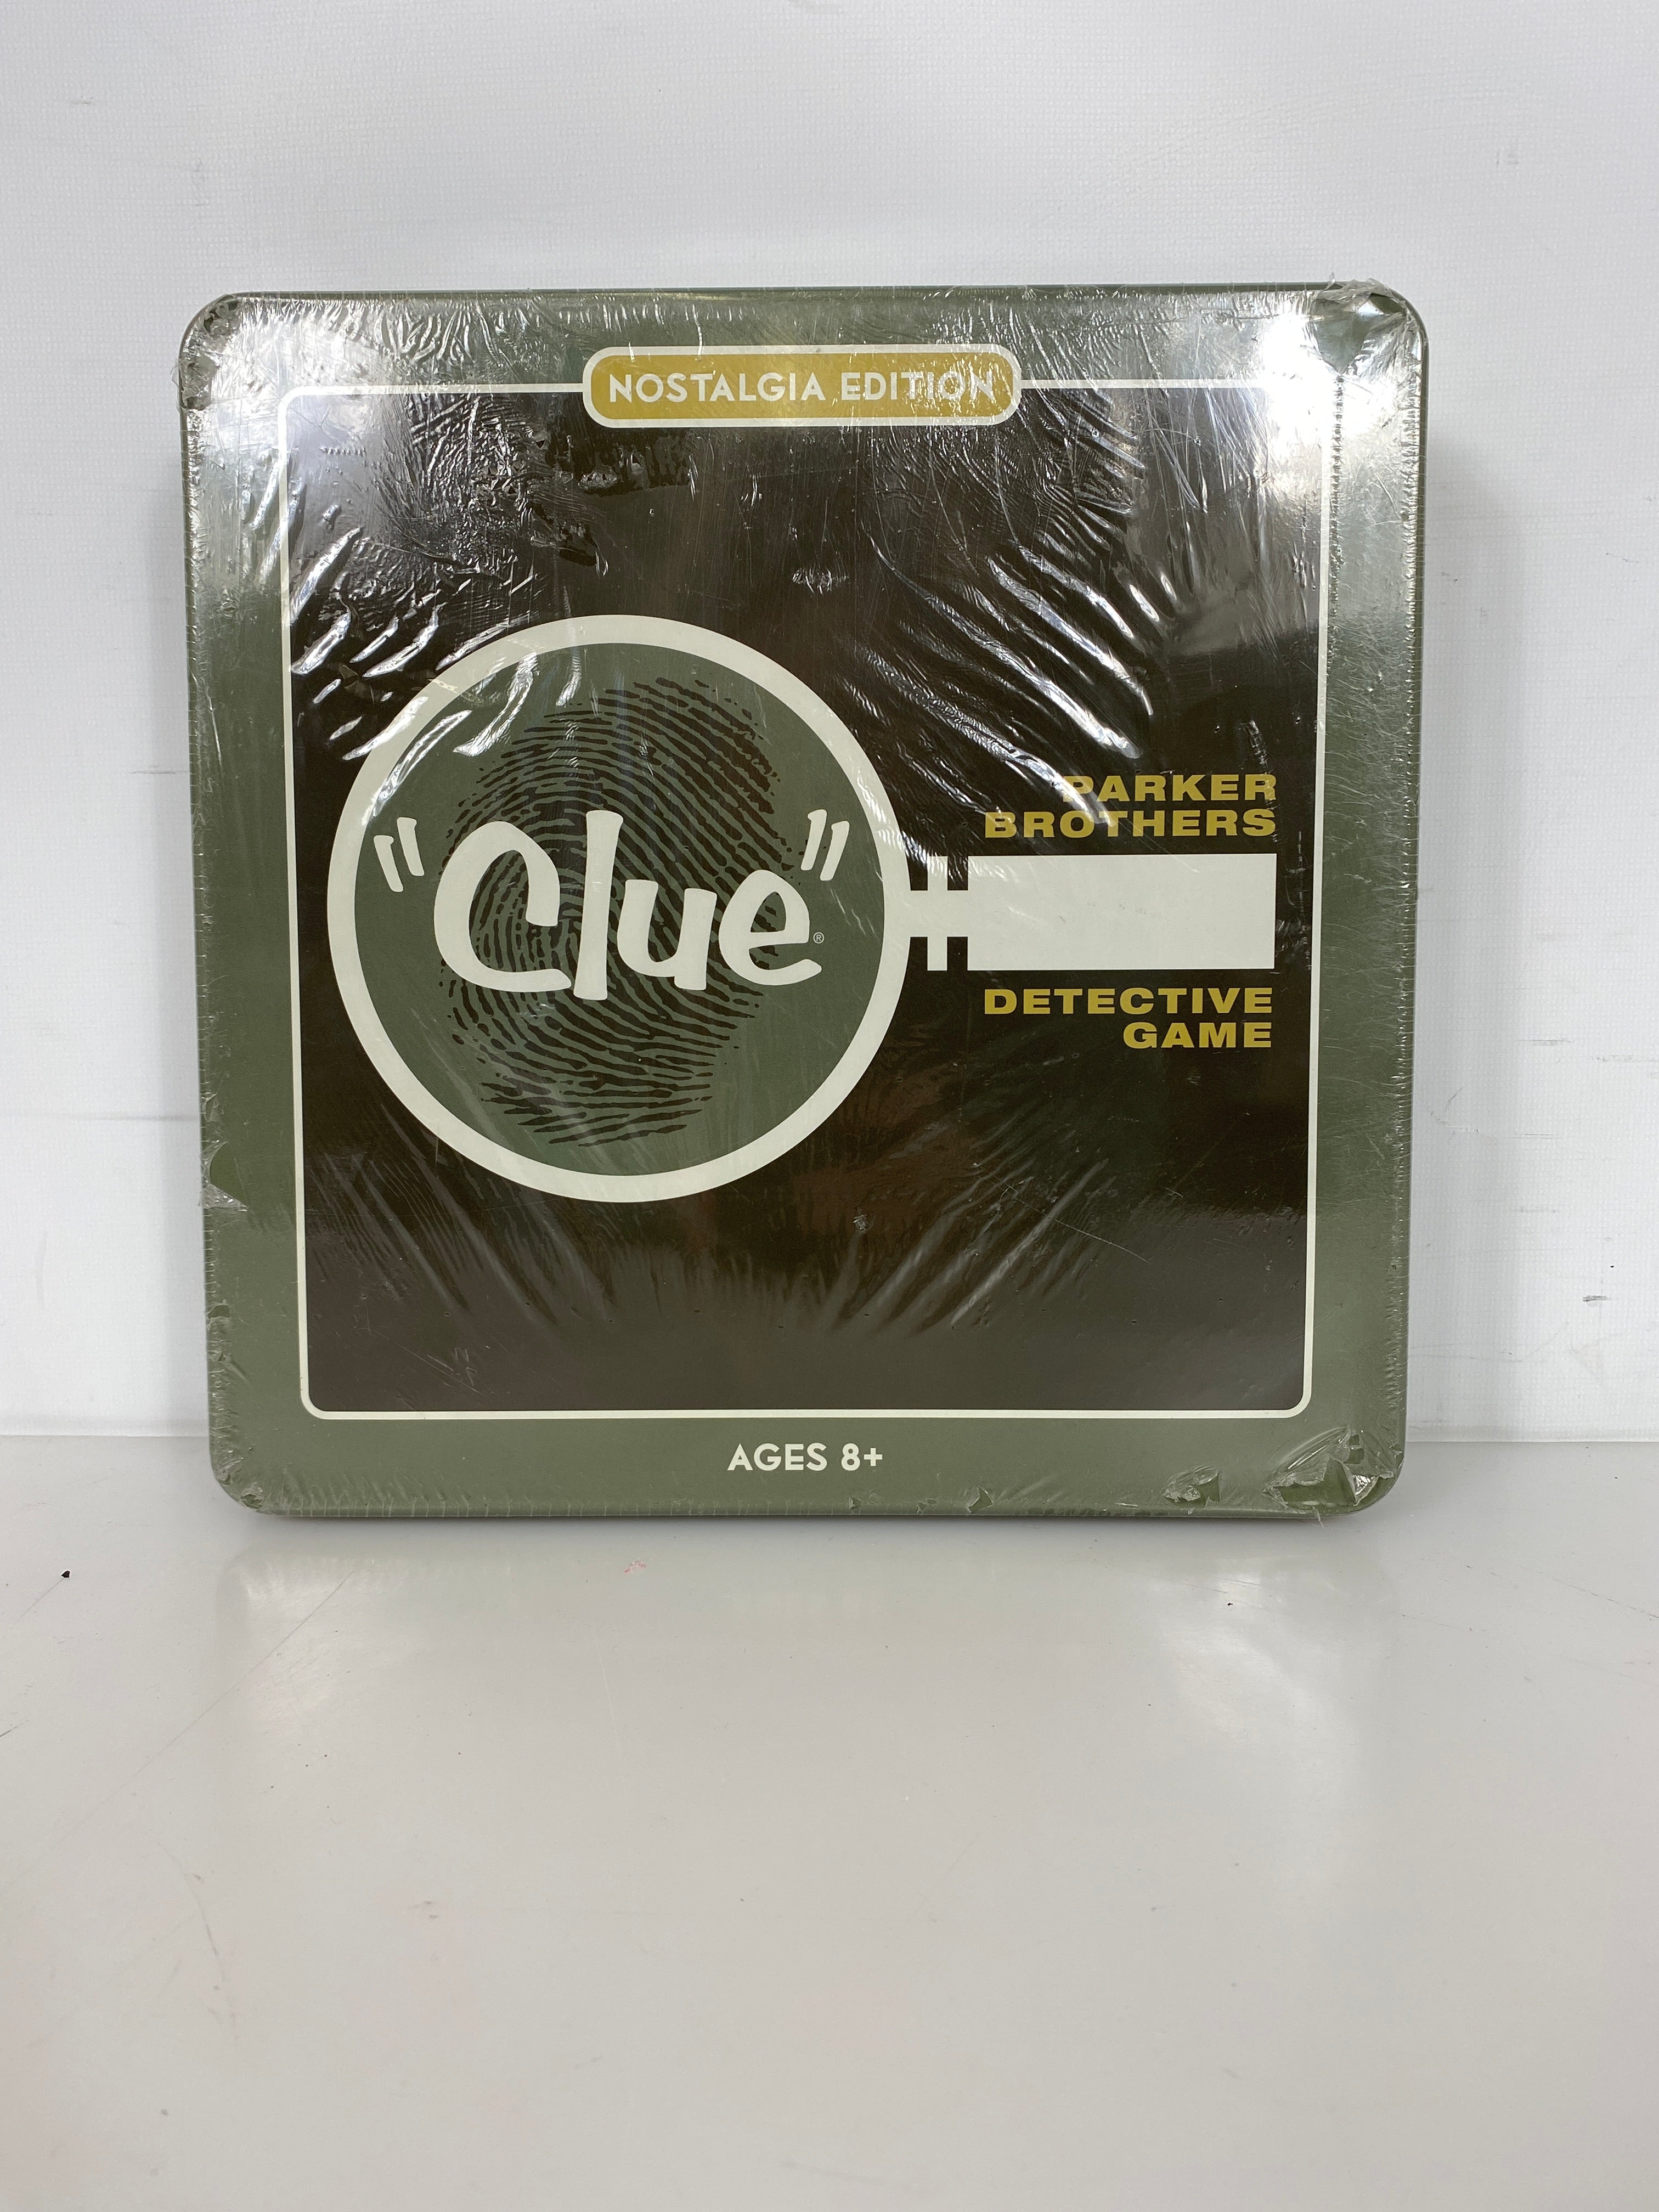 NOSTALGIA EDITION
"Clue"®
PARKER
BROTHERS
DETECTIVE
GAME
AGES 8+